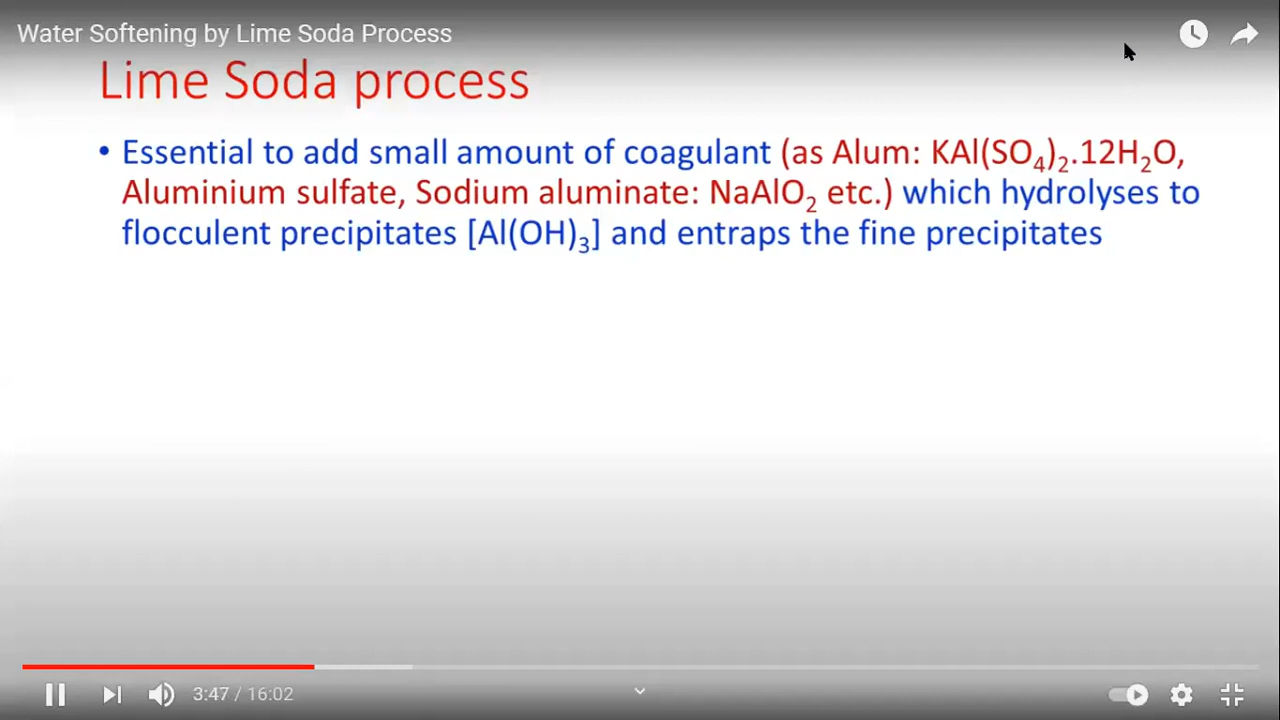 Water Softening by Lime Soda Process
Lime Soda process
• Essential to add small amount of coagulant (as Alum: KAl(SO₄)₂.12H₂O,
Aluminium sulfate, Sodium aluminate: NaAlO₂ etc.) which hydrolyses to
flocculent precipitates [Al(OH)₃] and entraps the fine precipitates
3:47 / 16:02